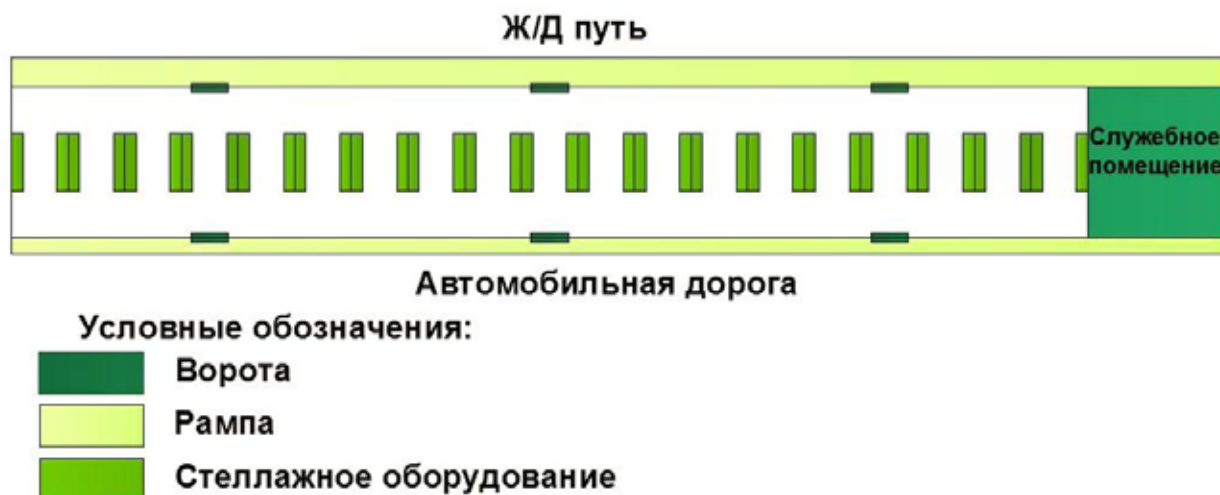 Ж/Д путь
Служебное
помещение
Автомобильная дорога
Условные обозначения:
Ворота
Рампа
Стеллажное оборудование